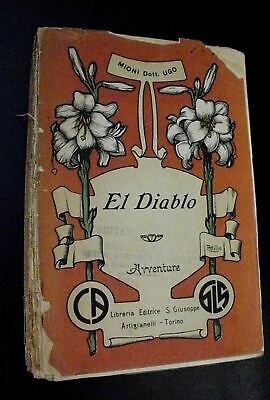 MIONI Dott. UGO
El Diablo
Avventure
CA
GLS
Libreria Editrice S. Giuseppe
Artigianelli - Torino